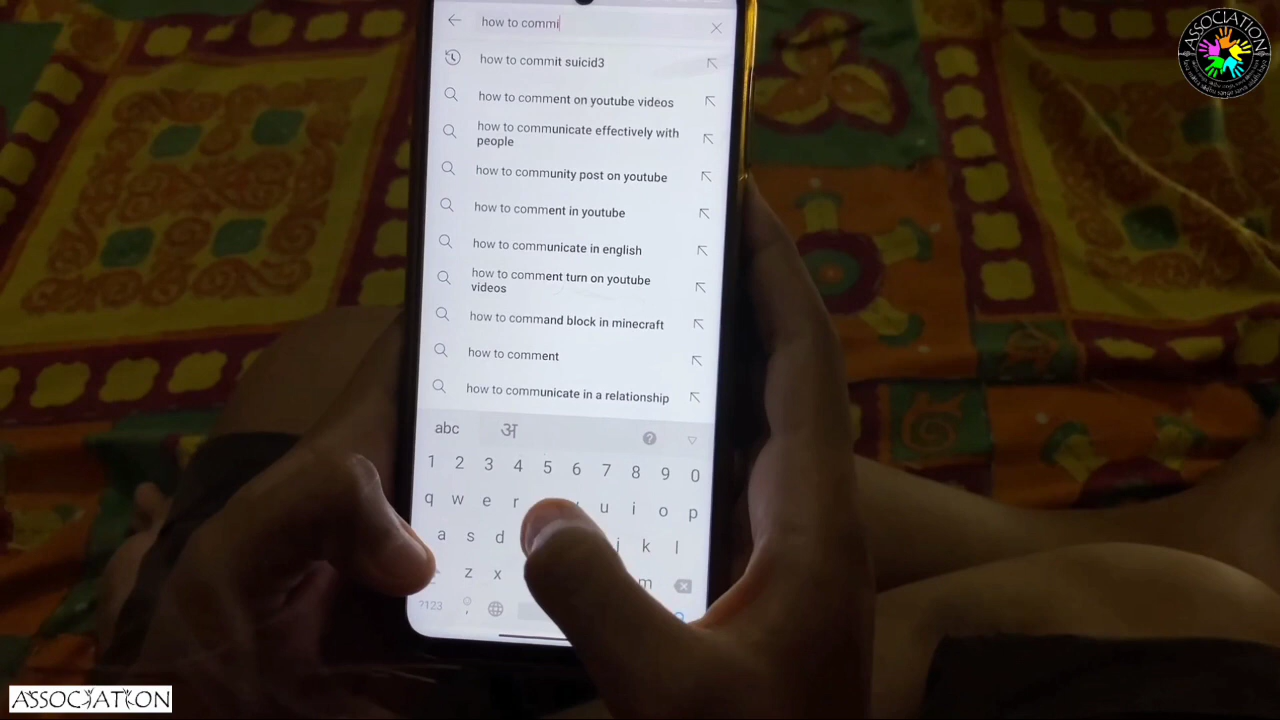 how to commi
how to commit suicid3
how to comment on youtube videos
how to communicate effectively with
people
how to community post on youtube
how to comment in youtube
how to communicate in english
how to comment turn on youtube
videos
how to command block in minecraft
how to comment
how to communicate in a relationship
abc अ ?
1 2 3 4 5 6 7 8 9 0
q w e r u i o p
a s d j k l
z x m
?123 ,
ASSOCIATION
ASSOCIATION